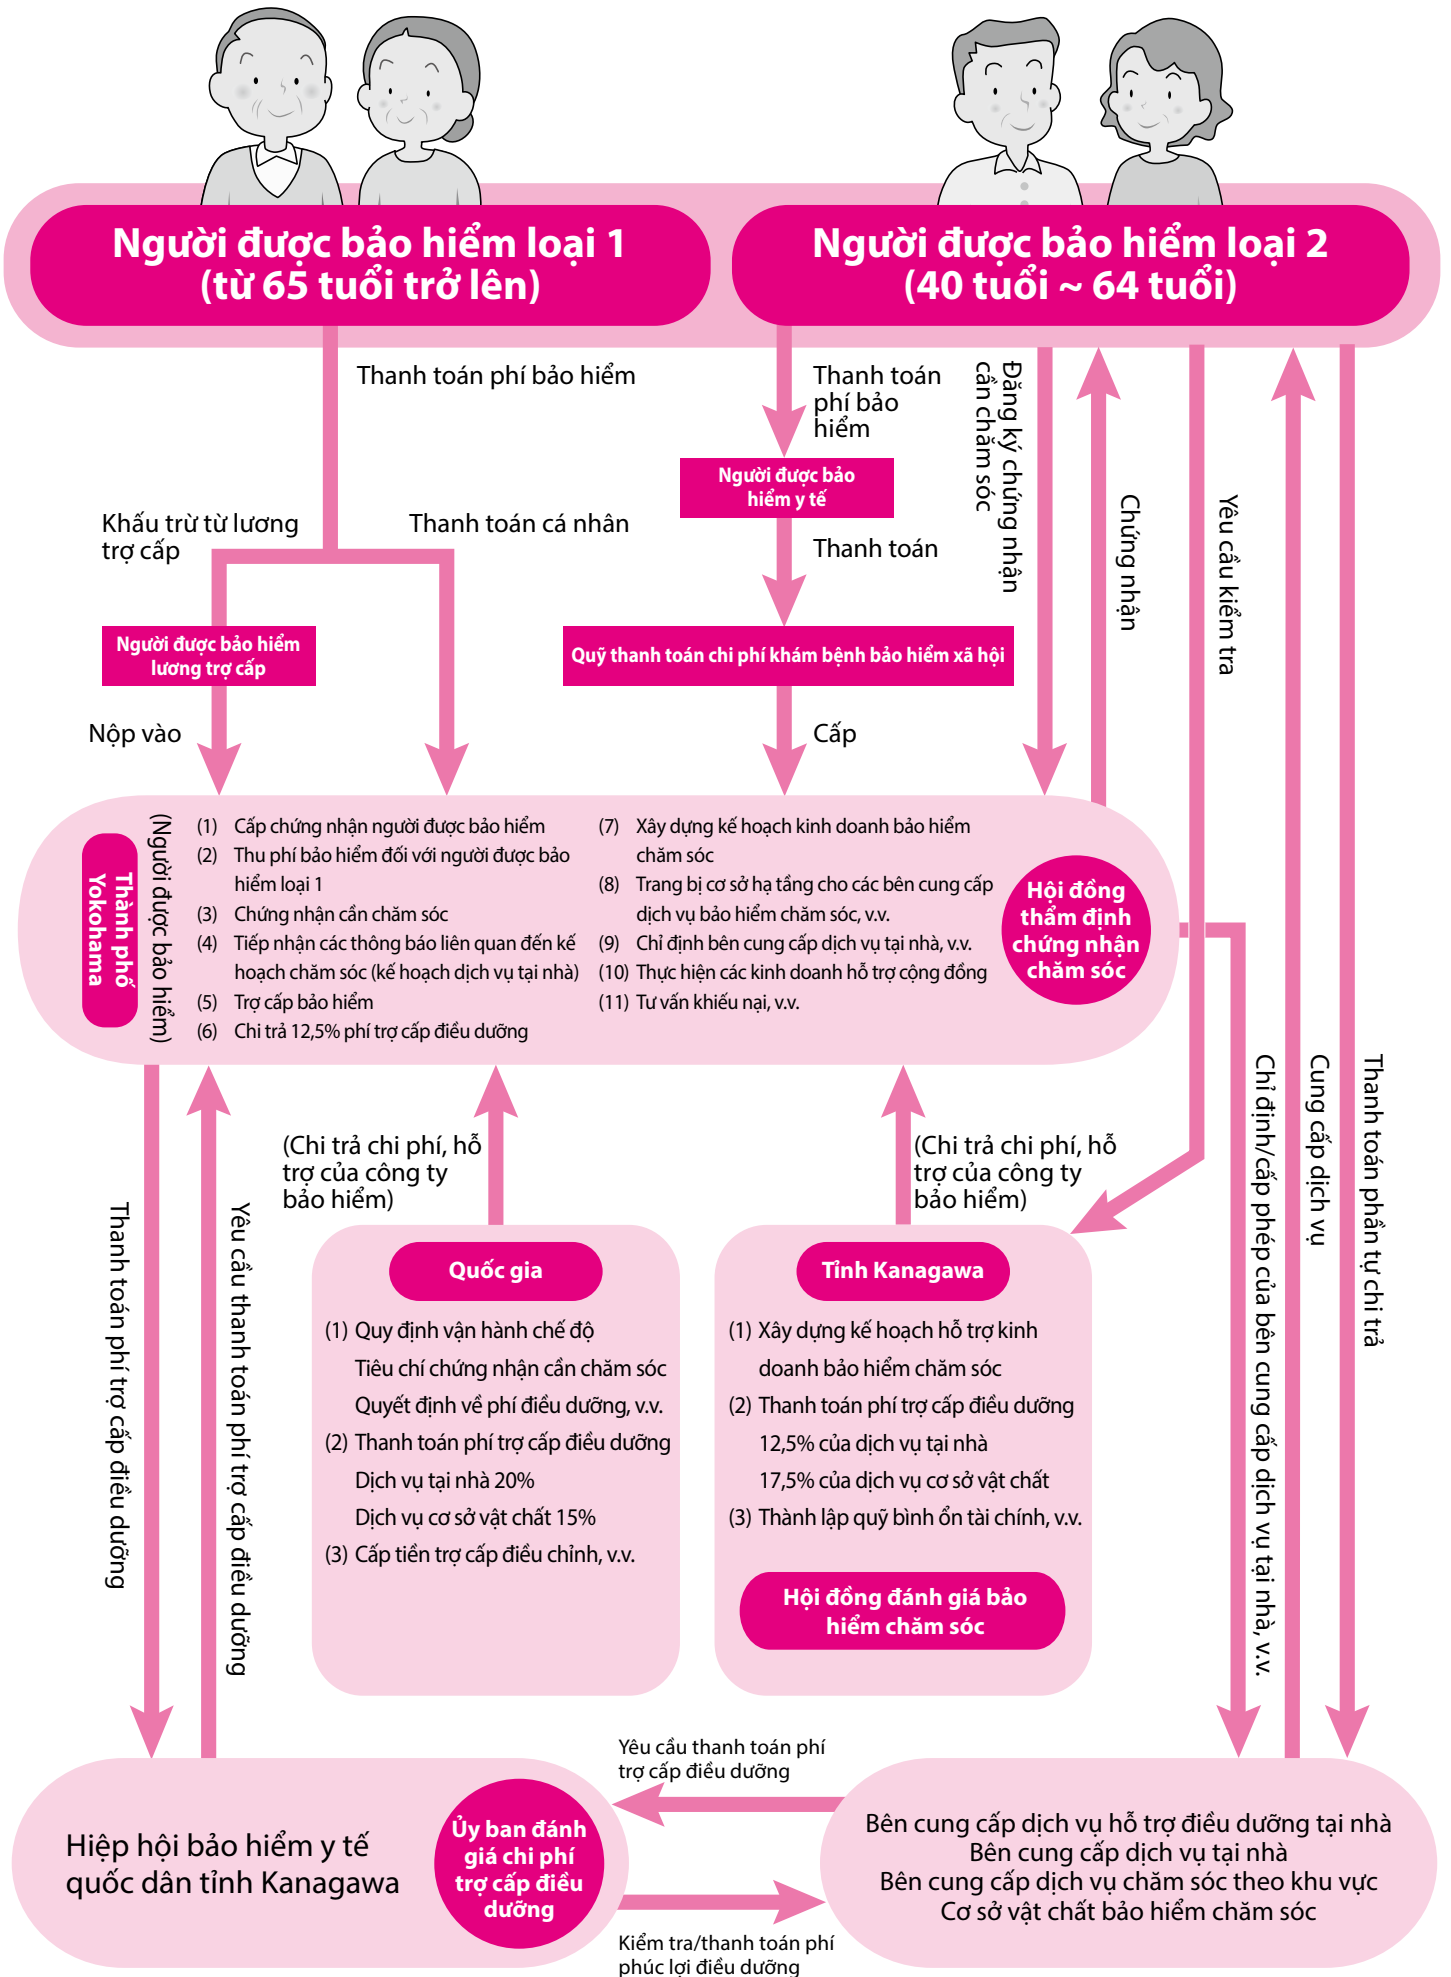 Người được bảo hiểm loại 1
(từ 65 tuổi trở lên)
Người được bảo hiểm loại 2
(40 tuổi ~ 64 tuổi)
Thanh toán phí bảo hiểm
Khấu trừ từ lương
trợ cấp
Thanh toán cá nhân
Người được bảo hiểm
lương trợ cấp
Nộp vào
Thanh toán
phí bảo
hiểm
Người được bảo
hiểm y tế
Thanh toán
Quỹ thanh toán chi phí khám bệnh bảo hiểm xã hội
Cấp
Đăng ký chứng nhận
cần chăm sóc
Chứng nhận
Yêu cầu kiểm tra
Thành phố
Yokohama
(Người được bảo hiểm)
(1) Cấp chứng nhận người được bảo hiểm
(2) Thu phí bảo hiểm đối với người được bảo
hiểm loại 1
(3) Chứng nhận cần chăm sóc
(4) Tiếp nhận các thông báo liên quan đến kế
hoạch chăm sóc (kế hoạch dịch vụ tại nhà)
(5) Trợ cấp bảo hiểm
(6) Chi trả 12,5% phí trợ cấp điều dưỡng
(7) Xây dựng kế hoạch kinh doanh bảo hiểm
chăm sóc
(8) Trang bị cơ sở hạ tầng cho các bên cung cấp
dịch vụ bảo hiểm chăm sóc, v.v.
(9) Chỉ định bên cung cấp dịch vụ tại nhà, v.v.
(10) Thực hiện các kinh doanh hỗ trợ cộng đồng
(11) Tư vấn khiếu nại, v.v.
Hội đồng
thẩm định
chứng nhận
chăm sóc
Thanh toán phí trợ cấp điều dưỡng
Yêu cầu thanh toán phí trợ cấp điều dưỡng
(Chi trả chi phí, hỗ
trợ của công ty
bảo hiểm)
(Chi trả chi phí, hỗ
trợ của công ty
bảo hiểm)
Chỉ định/cấp phép của bên cung cấp dịch vụ tại nhà, v.v.
Cung cấp dịch vụ
Thanh toán phần tự chi trả
Quốc gia
(1) Quy định vận hành chế độ
Tiêu chí chứng nhận cần chăm sóc
Quyết định về phí điều dưỡng, v.v.
(2) Thanh toán phí trợ cấp điều dưỡng
Dịch vụ tại nhà 20%
Dịch vụ cơ sở vật chất 15%
(3) Cấp tiền trợ cấp điều chỉnh, v.v.
Tỉnh Kanagawa
(1) Xây dựng kế hoạch hỗ trợ kinh
doanh bảo hiểm chăm sóc
(2) Thanh toán phí trợ cấp điều dưỡng
12,5% của dịch vụ tại nhà
17,5% của dịch vụ cơ sở vật chất
(3) Thành lập quỹ bình ổn tài chính, v.v.
Hội đồng đánh giá bảo
hiểm chăm sóc
Hiệp hội bảo hiểm y tế
quốc dân tỉnh Kanagawa
Ủy ban đánh
giá chi phí
trợ cấp điều
dưỡng
Yêu cầu thanh toán phí
trợ cấp điều dưỡng
Kiểm tra/thanh toán phí
phúc lợi điều dưỡng
Bên cung cấp dịch vụ hỗ trợ điều dưỡng tại nhà
Bên cung cấp dịch vụ tại nhà
Bên cung cấp dịch vụ chăm sóc theo khu vực
Cơ sở vật chất bảo hiểm chăm sóc